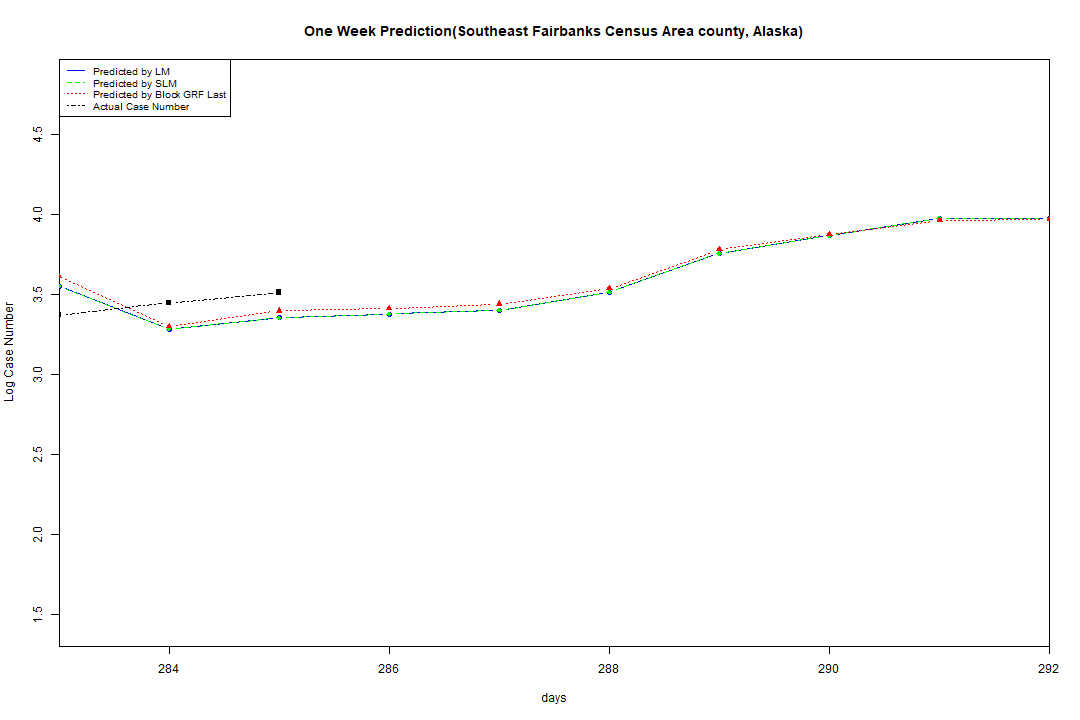 One Week Prediction(Southeast Fairbanks Census Area county, Alaska)
Predicted by LM
Predicted by SLM
Predicted by Block GRF Last
Actual Case Number
4.5
4.0
3.5
3.0
2.5
2.0
1.5
Log Case Number
284 286 288 290 292
days